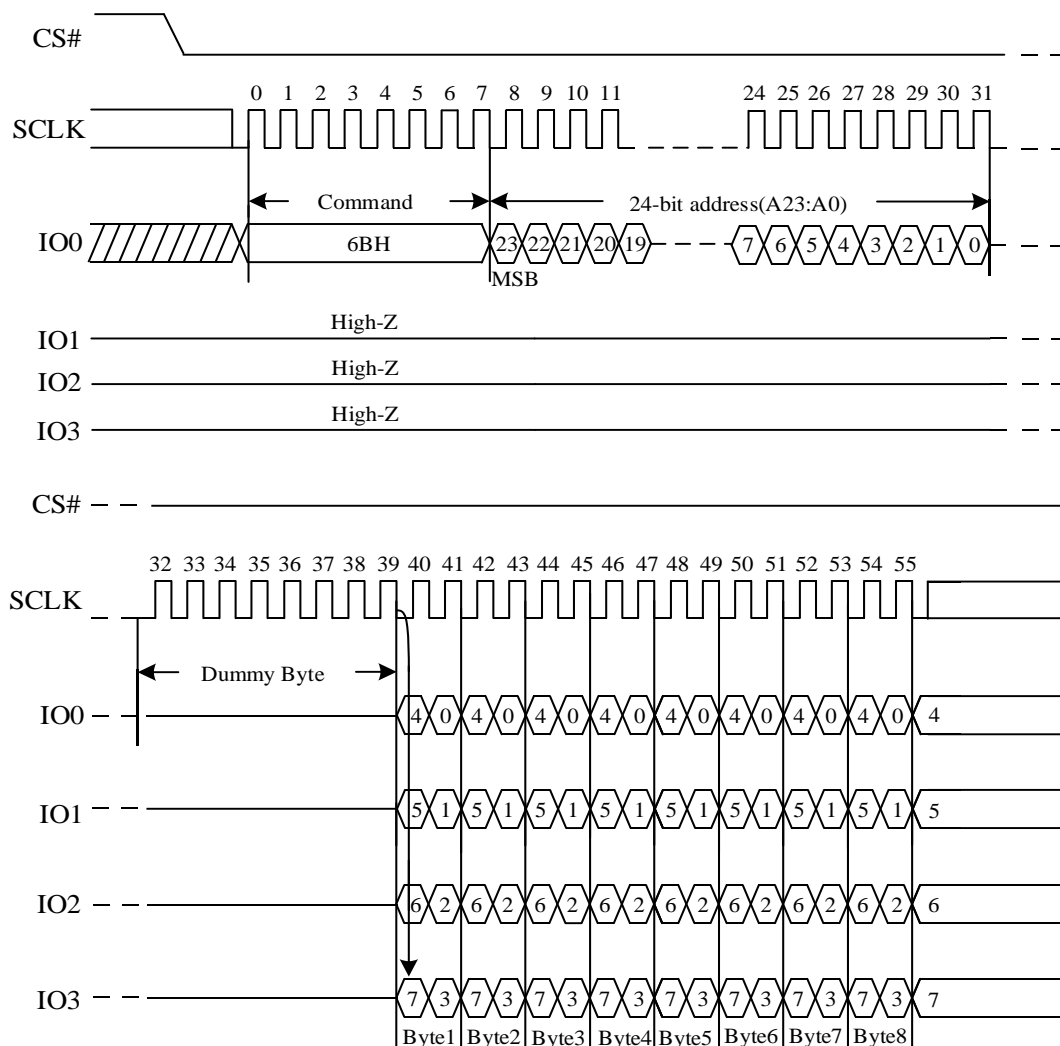 CS#
0 1 2 3 4 5 6 7 8 9 10 11 24 25 26 27 28 29 30 31
SCLK
Command 24-bit address(A23:A0)
IO0 6BH 23 22 21 20 19 7 6 5 4 3 2 1 0
MSB
High-Z
IO1
High-Z
IO2
High-Z
IO3
CS#
32 33 34 35 36 37 38 39 40 41 42 43 44 45 46 47 48 49 50 51 52 53 54 55
SCLK
Dummy Byte
IO0 4 0 4 0 4 0 4 0 4 0 4 0 4 0 4 0 4
IO1 5 1 5 1 5 1 5 1 5 1 5 1 5 1 5 1 5
IO2 6 2 6 2 6 2 6 2 6 2 6 2 6 2 6 2 6
IO3 7 3 7 3 7 3 7 3 7 3 7 3 7 3 7 3 7
Byte1 Byte2 Byte3 Byte4 Byte5 Byte6 Byte7 Byte8